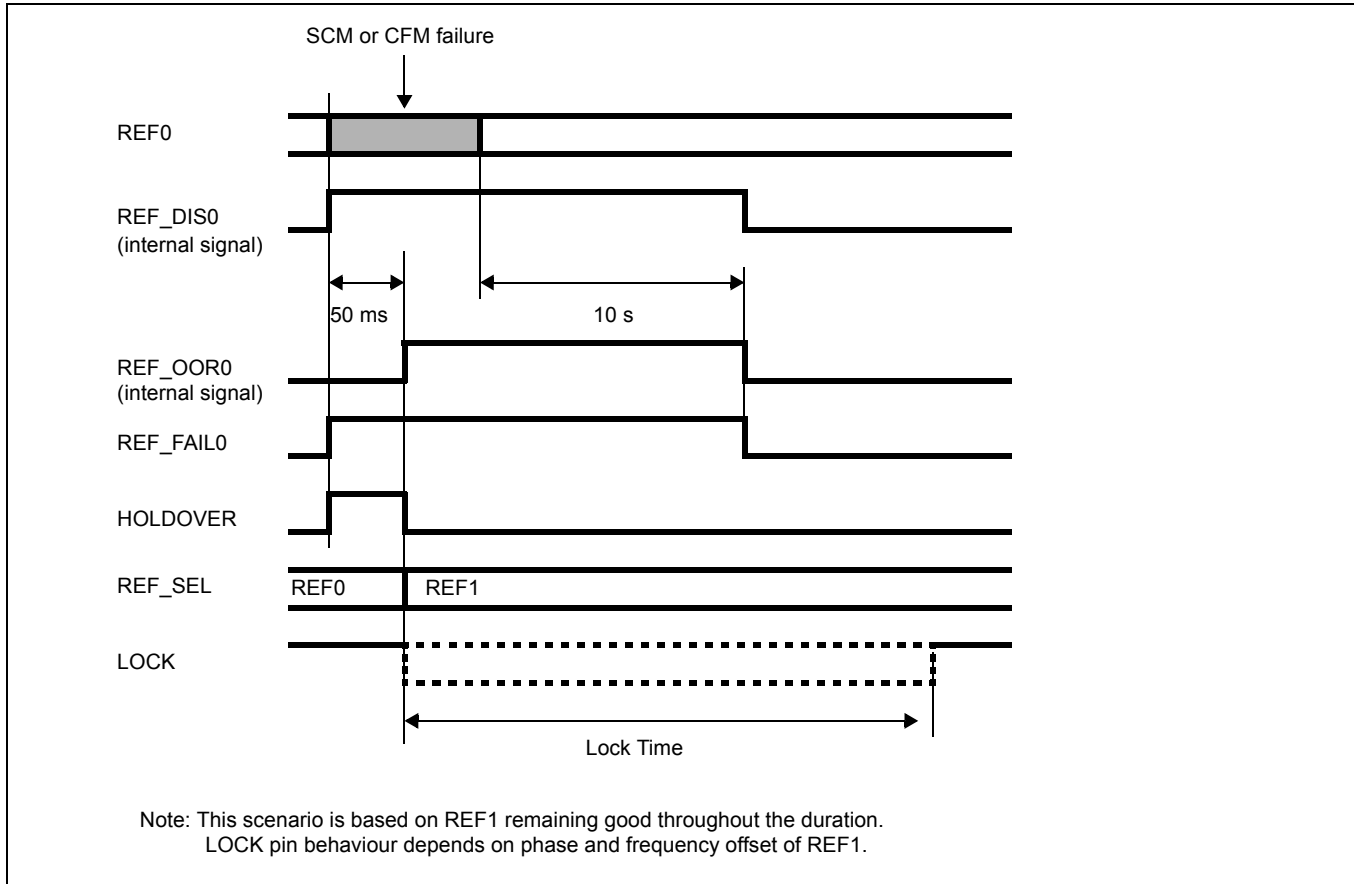 SCM or CFM failure
REF0
REF_DIS0
(internal signal)
50 ms
10 s
REF_OOR0
(internal signal)
REF_FAIL0
HOLDOVER
REF_SEL
REF0
REF1
LOCK
Lock Time
Note: This scenario is based on REF1 remaining good throughout the duration.
LOCK pin behaviour depends on phase and frequency offset of REF1.